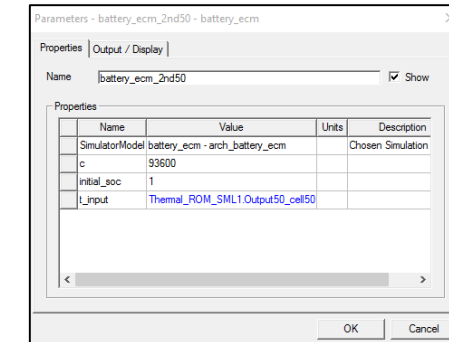 Parameters - battery_ecm_2nd50 - battery_ecm
Properties Output / Display
Name battery_ecm_2nd50 Show
Properties
Name Value Units Description
SimulatorModel battery_ecm - arch_battery_ecm Chosen Simulation
c 93600
initial_soc 1
t_input Thermal_ROM_SML1.Output50_cell50
OK Cancel